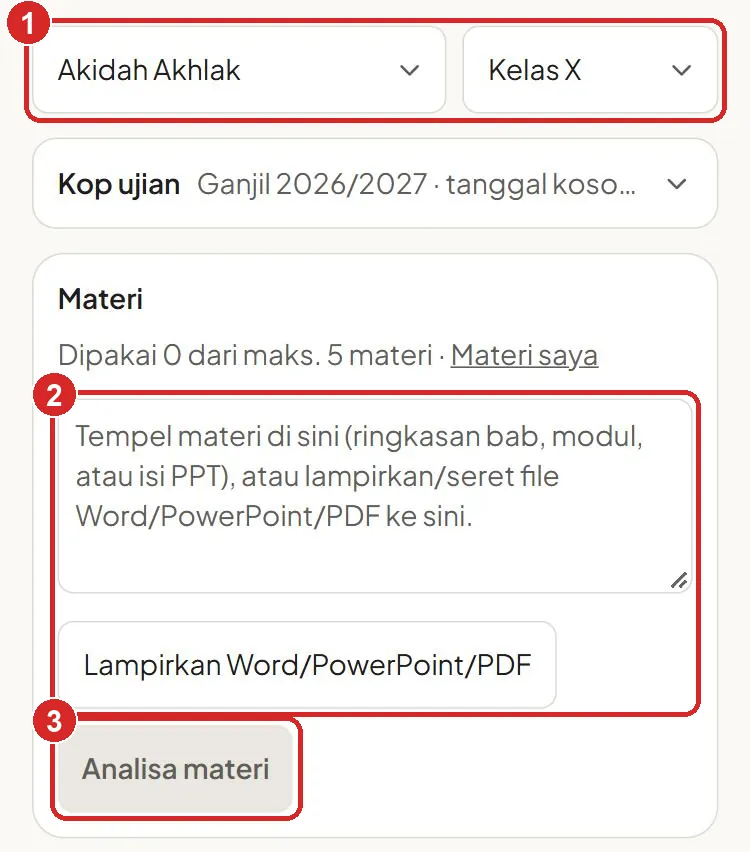 1
Akidah Akhlak
Kelas X
Kop ujian Ganjil 2026/2027 · tanggal koso...
Materi
Dipakai 0 dari maks. 5 materi · Materi saya
2
Tempel materi di sini (ringkasan bab, modul,
atau isi PPT), atau lampirkan/seret file
Word/PowerPoint/PDF ke sini.
Lampirkan Word/PowerPoint/PDF
3
Analisa materi